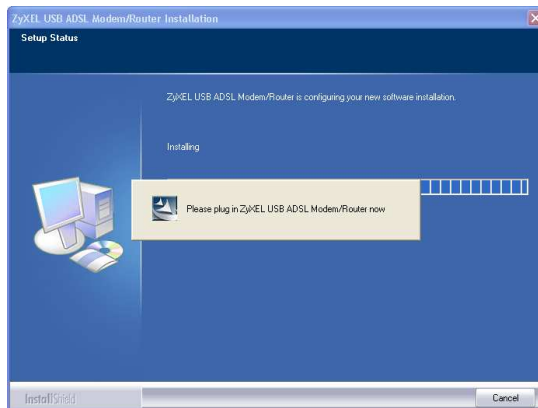 ZyXEL USB ADSL Modem/Router Installation
Setup Status
ZyXEL USB ADSL Modem/Router is configuring your new software installation.
Installing
Please plug in ZyXEL USB ADSL Modem/Router now
InstallShield
Cancel